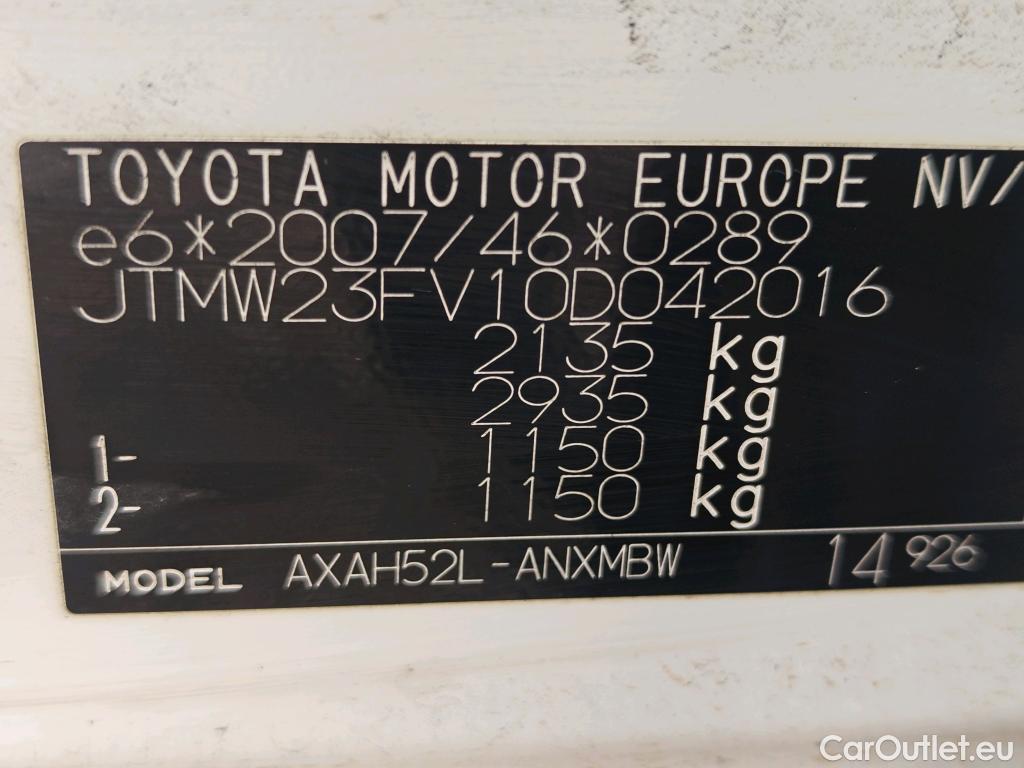 TOYOTA MOTOR EUROPE NV/
e6*2007/46*0289
JTMW23FV10D042016
2135 kg
2935 kg
1- 1150 kg
2- 1150 kg
MODEL AXAH52L-ANXMBW 14 926
CarOutlet.eu